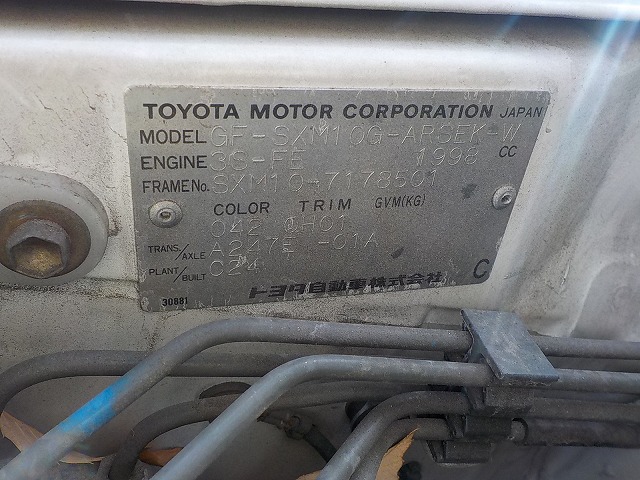 TOYOTA MOTOR CORPORATION JAPAN
MODEL GF-SXM10G-ARSEK-W
ENGINE 3S-FE 1998 CC
FRAME No. SXM10-7178501
COLOR TRIM GVM(KG)
042
TRANS./AXLE A247E -01A
PLANT/BUILT 024
トヨタ自動車株式会社 C
30881